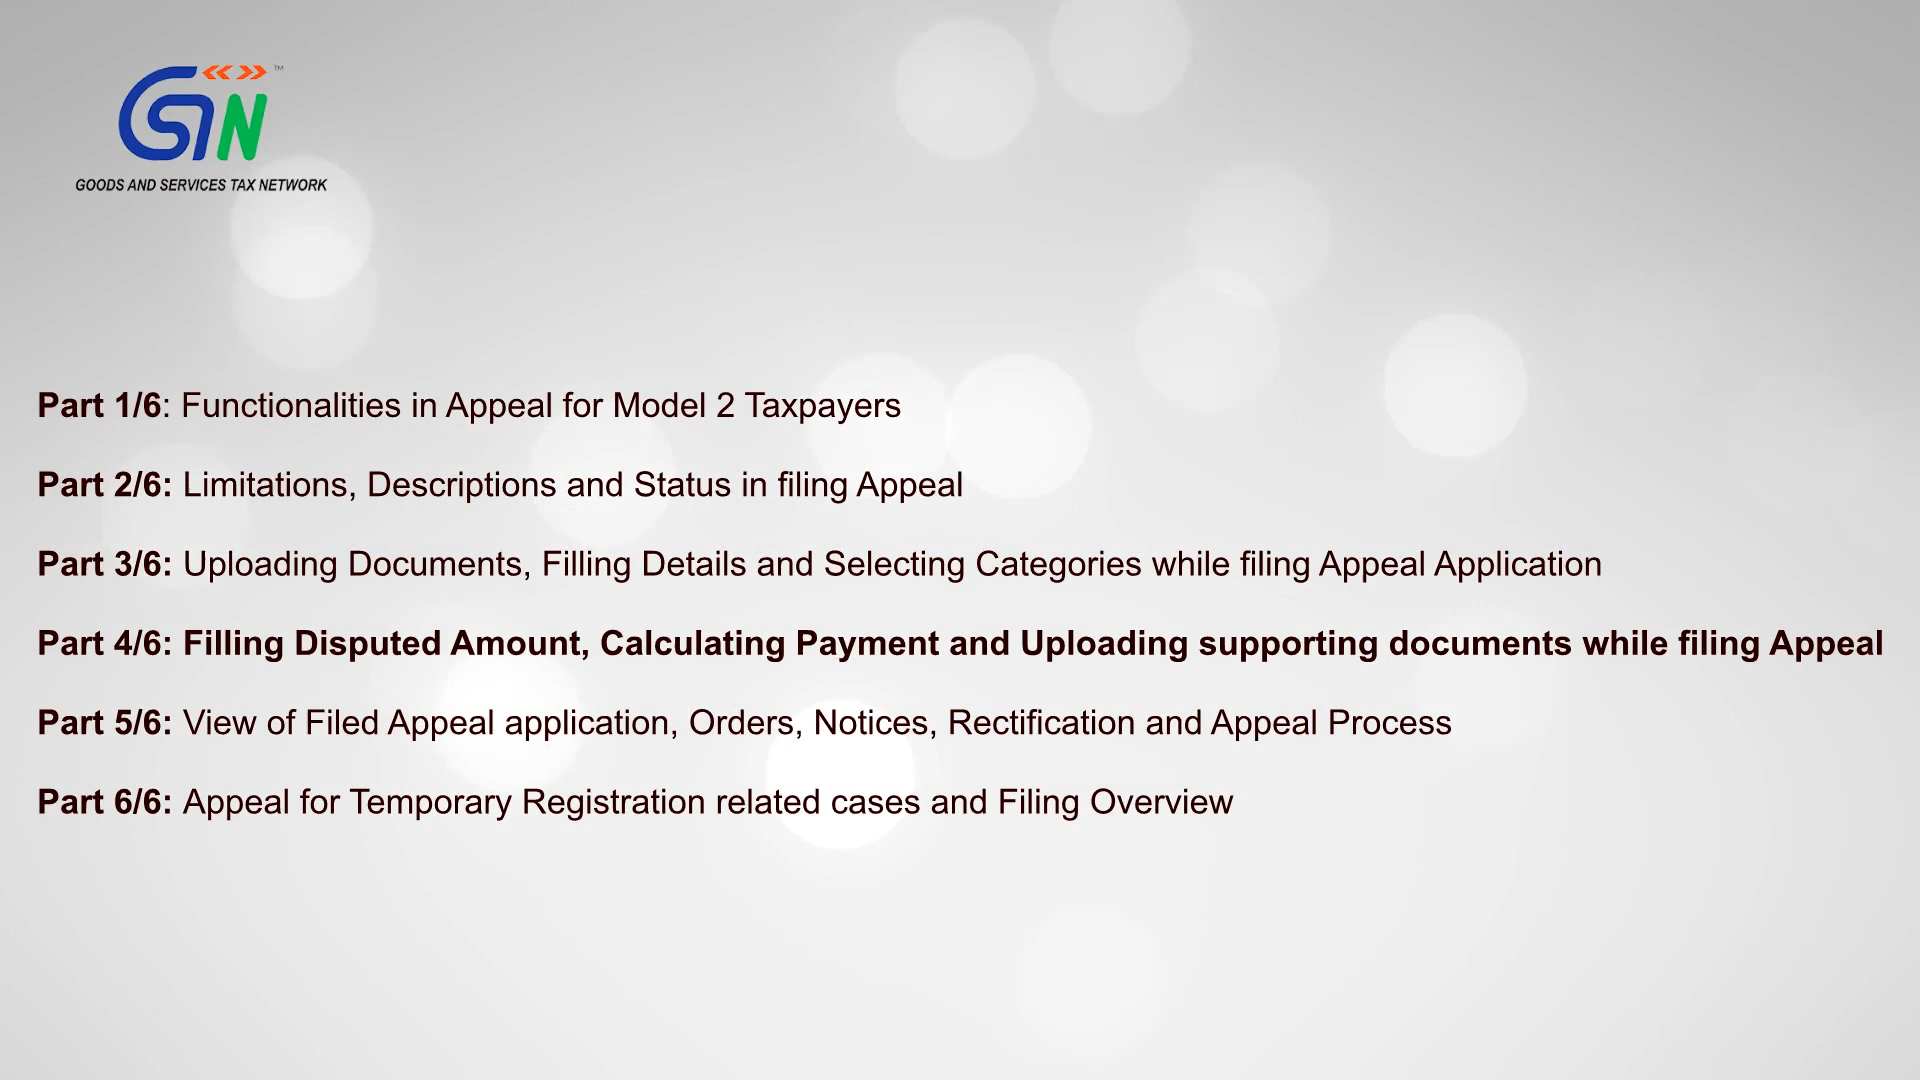 GSTN™
GOODS AND SERVICES TAX NETWORK
Part 1/6: Functionalities in Appeal for Model 2 Taxpayers
Part 2/6: Limitations, Descriptions and Status in filing Appeal
Part 3/6: Uploading Documents, Filling Details and Selecting Categories while filing Appeal Application
Part 4/6: Filling Disputed Amount, Calculating Payment and Uploading supporting documents while filing Appeal
Part 5/6: View of Filed Appeal application, Orders, Notices, Rectification and Appeal Process
Part 6/6: Appeal for Temporary Registration related cases and Filing Overview